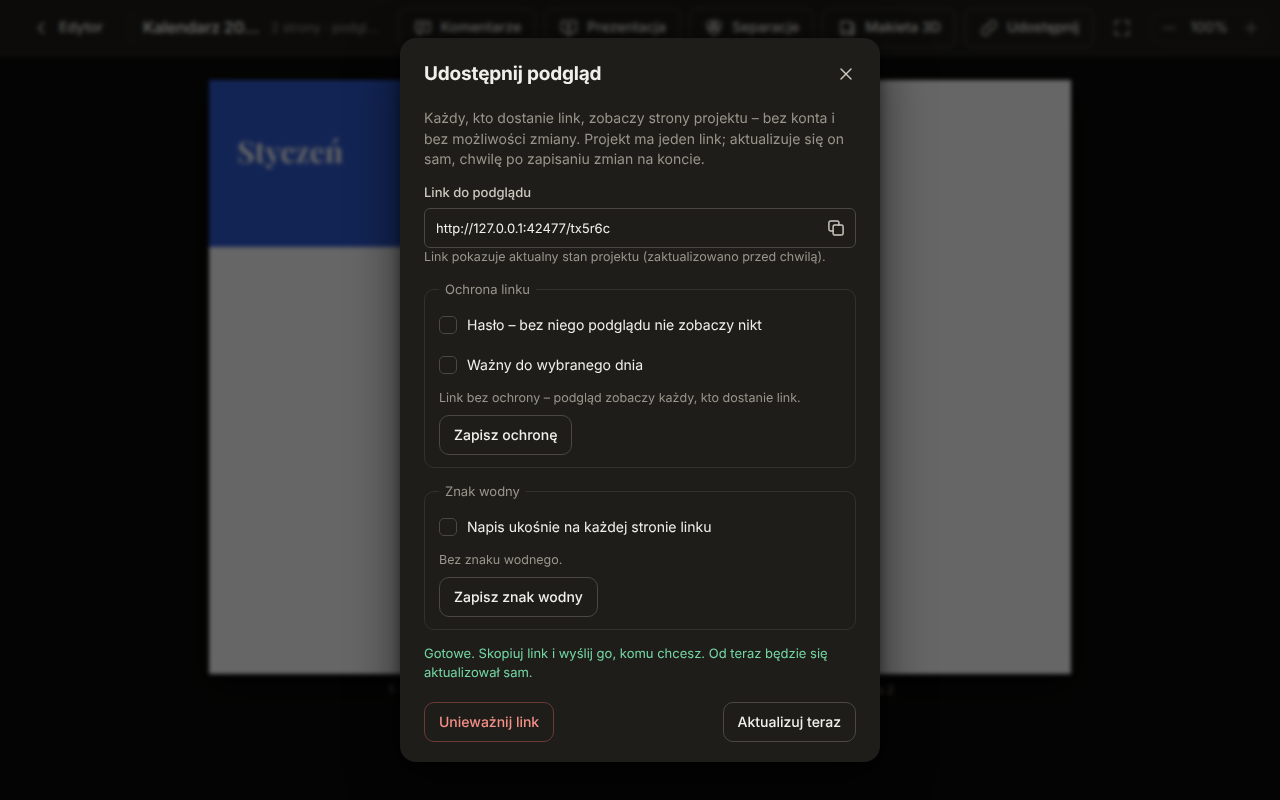 Edytor
Kalendarz 20...
2 strony · podgl...
Komentarze
Prezentacja
Separacje
Makieta 3D
Udostępnij
100%
Styczeń
Udostępnij podgląd
Każdy, kto dostanie link, zobaczy strony projektu – bez konta i
bez możliwości zmiany. Projekt ma jeden link; aktualizuje się on
sam, chwilę po zapisaniu zmian na koncie.
Link do podglądu
http://127.0.0.1:42477/tx5r6c
Link pokazuje aktualny stan projektu (zaktualizowano przed chwilą).
Ochrona linku
Hasło – bez niego podglądu nie zobaczy nikt
Ważny do wybranego dnia
Link bez ochrony – podgląd zobaczy każdy, kto dostanie link.
Zapisz ochronę
Znak wodny
Napis ukośnie na każdej stronie linku
Bez znaku wodnego.
Zapisz znak wodny
Gotowe. Skopiuj link i wyślij go, komu chcesz. Od teraz będzie się
aktualizował sam.
Unieważnij link
Aktualizuj teraz